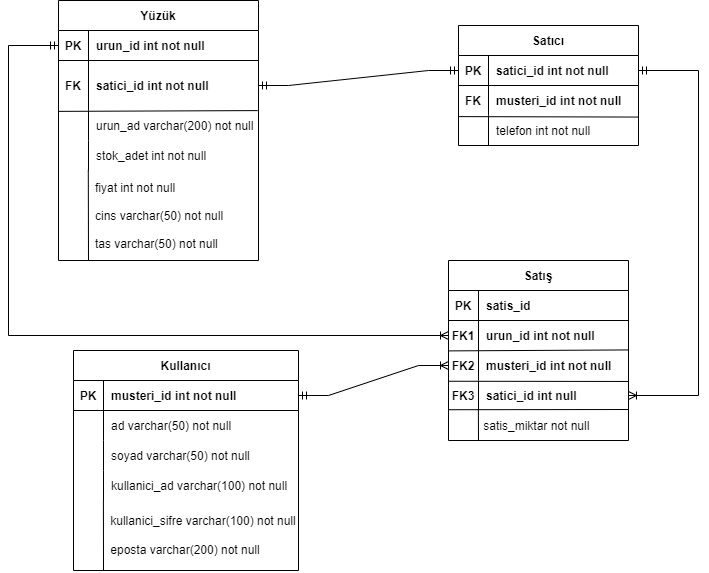 Yüzük
PK urun_id int not null
FK satici_id int not null
urun_ad varchar(200) not null
stok_adet int not null
fiyat int not null
cins varchar(50) not null
tas varchar(50) not null
Satıcı
PK satici_id int not null
FK musteri_id int not null
telefon int not null
Satış
PK satis_id
FK1 urun_id int not null
FK2 musteri_id int not null
FK3 satici_id int null
satis_miktar not null
Kullanıcı
PK musteri_id int not null
ad varchar(50) not null
soyad varchar(50) not null
kullanici_ad varchar(100) not null
kullanici_sifre varchar(100) not null
eposta varchar(200) not null